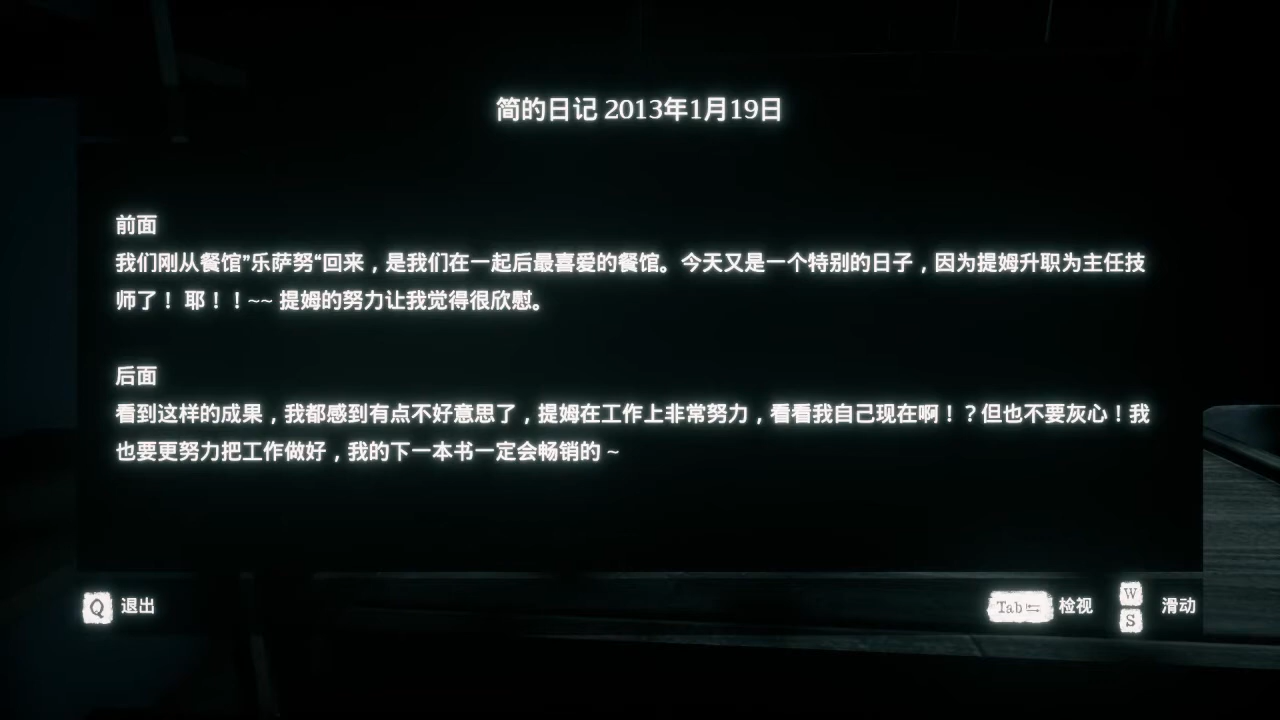 简的日记 2013年1月19日
前面
我们刚从餐馆”乐萨努“回来，是我们在一起后最喜爱的餐馆。今天又是一个特别的日子，因为提姆升职为主任技
师了！ 耶！！~~ 提姆的努力让我觉得很欣慰。
后面
看到这样的成果，我都感到有点不好意思了，提姆在工作上非常努力，看看我自己现在啊！？但也不要灰心！我
也要更努力把工作做好，我的下一本书一定会畅销的 ~
Q 退出
Tab 检视
W
S 滑动